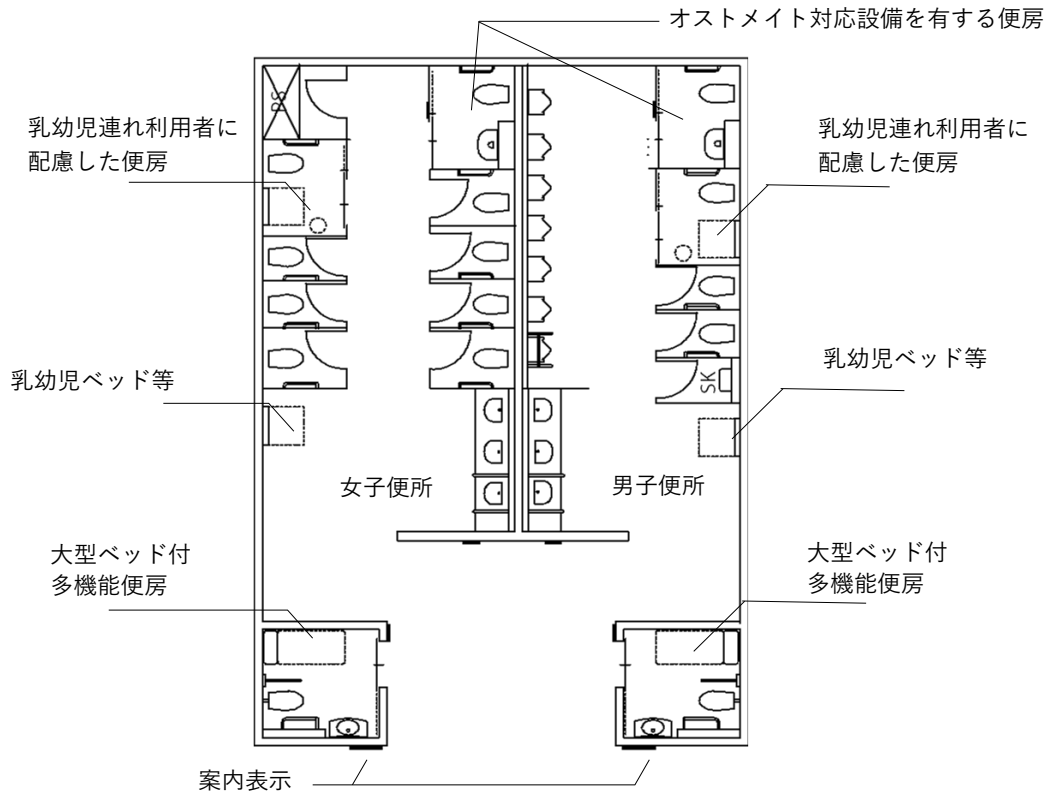 オストメイト対応設備を有する便房
PS
乳幼児連れ利用者に
配慮した便房
乳幼児連れ利用者に
配慮した便房
乳幼児ベッド等
乳幼児ベッド等
SK
女子便所
男子便所
大型ベッド付
多機能便房
大型ベッド付
多機能便房
案内表示